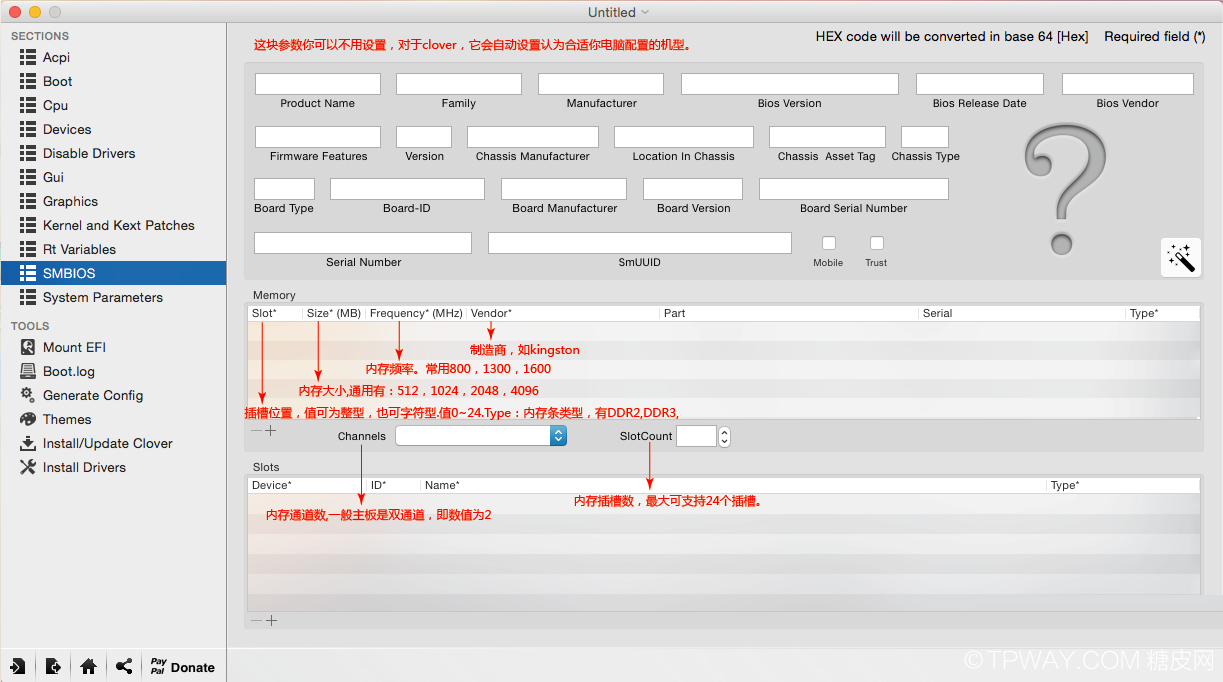 Untitled
SECTIONS
Acpi
Boot
Cpu
Devices
Disable Drivers
Gui
Graphics
Kernel and Kext Patches
Rt Variables
SMBIOS
System Parameters
TOOLS
Mount EFI
Boot.log
Generate Config
Themes
Install/Update Clover
Install Drivers
Pay
Pal
Donate
这块参数你可以不用设置，对于clover，它会自动设置认为合适你电脑配置的机型。
HEX code will be converted in base 64 [Hex] Required field (*)
Product Name Family Manufacturer Bios Version Bios Release Date Bios Vendor
Firmware Features Version Chassis Manufacturer Location In Chassis Chassis Asset Tag Chassis Type
Board Type Board-ID Board Manufacturer Board Version Board Serial Number
Serial Number SmUUID Mobile Trust
Memory
Slot* Size* (MB) Frequency* (MHz) Vendor* Part Serial Type*
制造商，如kingston
内存频率。常用800，1300，1600
内存大小,通用有：512，1024，2048，4096
插槽位置，值可为整型，也可字符型.值0~24.Type：内存条类型，有DDR2,DDR3,
Channels SlotCount
Slots
Device* ID* Name* Type*
内存插槽数，最大可支持24个插槽。
内存通道数,一般主板是双通道，即数值为2
©TPWAY.COM 糖皮网